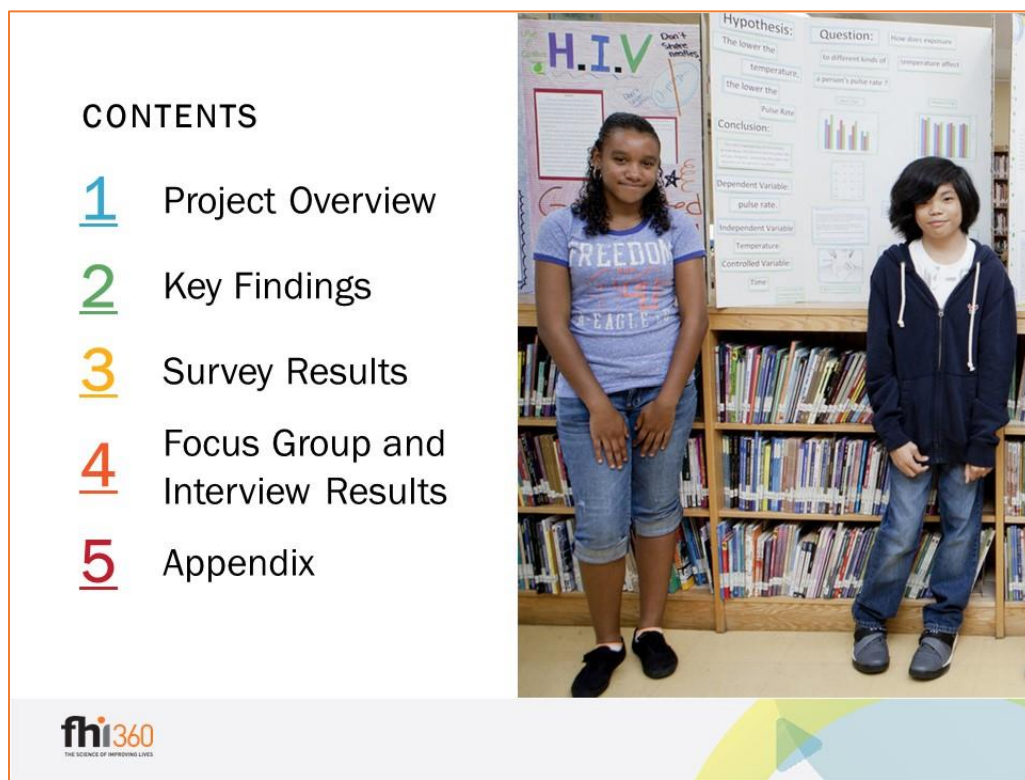 CONTENTS
1 Project Overview
2 Key Findings
3 Survey Results
4 Focus Group and
Interview Results
5 Appendix
H.I.V
Don't
Share
needles
Hypothesis:
The lower the
temperature,
the lower the
Pulse Rate
Conclusion:
Dependent Variable:
pulse rate.
Independent Variable
Temperature
Controlled Variable:
Time
Question:
How does exposure
to different kinds of
temperature affect
a person's pulse rate ?
FREEDOM
fhi360
THE SCIENCE OF IMPROVING LIVES